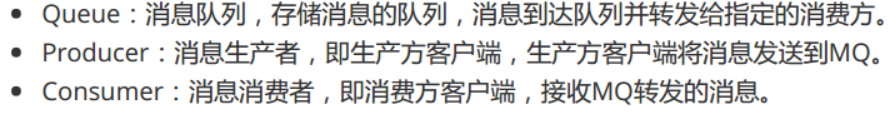 • Queue：消息队列，存储消息的队列，消息到达队列并转发给指定的消费方。
• Producer：消息生产者，即生产方客户端，生产方客户端将消息发送到MQ。
• Consumer：消息消费者，即消费方客户端，接收MQ转发的消息。